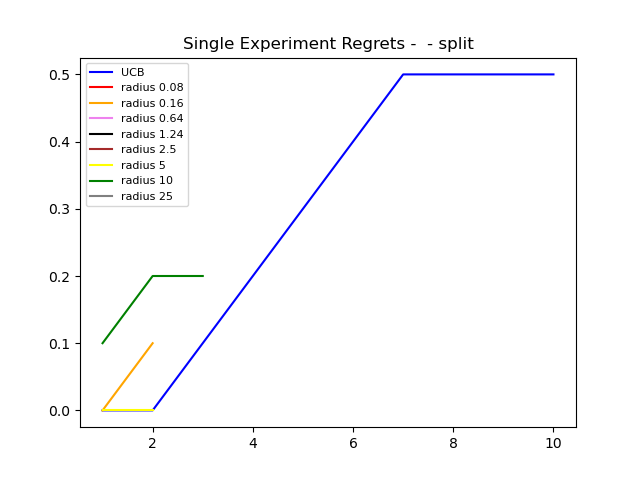 Single Experiment Regrets -  - split
UCB
radius 0.08
radius 0.16
radius 0.64
radius 1.24
radius 2.5
radius 5
radius 10
radius 25
0.5
0.4
0.3
0.2
0.1
0.0
2 4 6 8 10